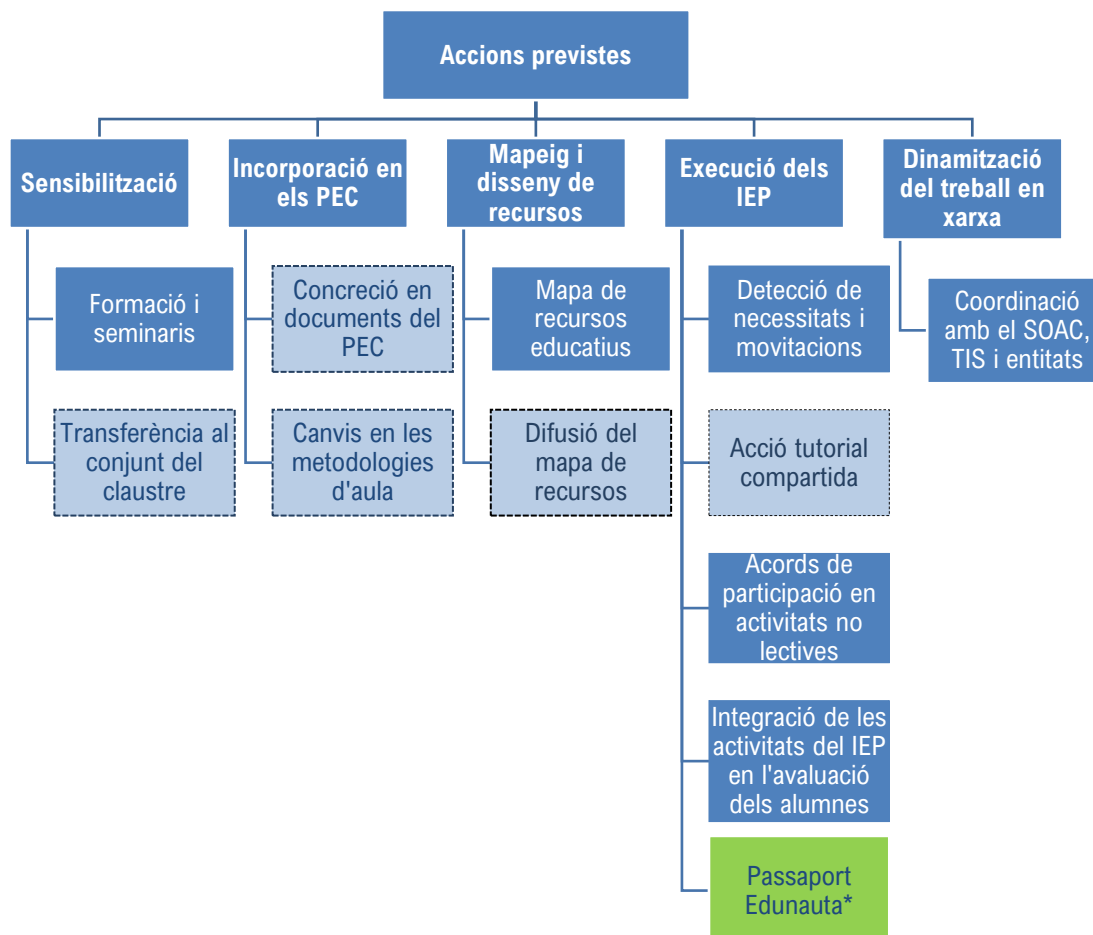 Accions previstes
Sensibilització
Incorporació en
els PEC
Mapeig i
disseny de
recursos
Execució dels
IEP
Dinamització
del treball en
xarxa
Formació i
seminaris
Transferència al
conjunt del
claustre
Concreció en
documents del
PEC
Canvis en les
metodologies
d'aula
Mapa de
recursos
educatius
Difusió del
mapa de
recursos
Detecció de
necessitats i
movitacions
Acció tutorial
compartida
Acords de
participació en
activitats no
lectives
Integració de les
activitats del IEP
en l'avaluació
dels alumnes
Passaport
Edunauta*
Coordinació
amb el SOAC,
TIS i entitats